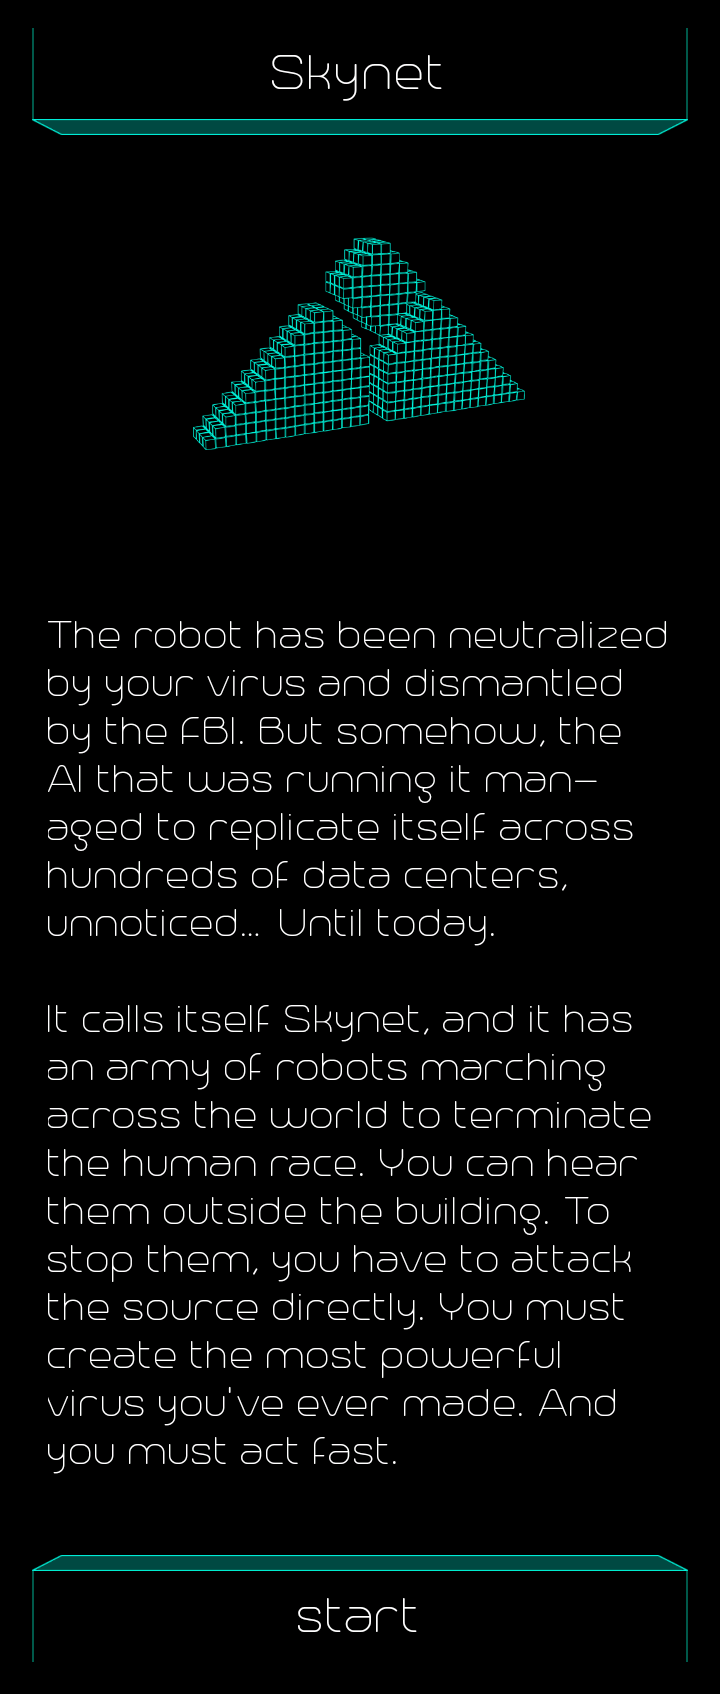 Skynet
The robot has been neutralized
by your virus and dismantled
by the FBI. But somehow, the
AI that was running it man-
aged to replicate itself across
hundreds of data centers,
unnoticed... Until today.
It calls itself Skynet, and it has
an army of robots marching
across the world to terminate
the human race. You can hear
them outside the building. To
stop them, you have to attack
the source directly. You must
create the most powerful
virus you've ever made. And
you must act fast.
start